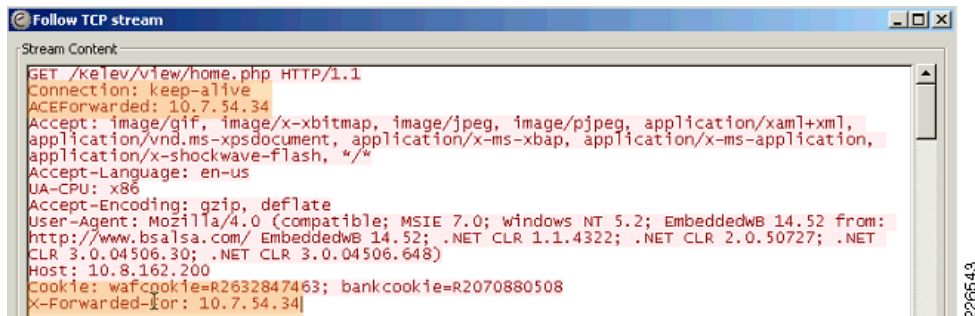 Follow TCP stream
Stream Content
GET /Kelev/view/home.php HTTP/1.1
Connection: keep-alive
ACEForwarded: 10.7.54.34
Accept: image/gif, image/x-xbitmap, image/jpeg, image/pjpeg, application/xaml+xml,
application/vnd.ms-xpsdocument, application/x-ms-xbap, application/x-ms-application,
application/x-shockwave-flash, */*
Accept-Language: en-us
UA-CPU: x86
Accept-Encoding: gzip, deflate
User-Agent: Mozilla/4.0 (compatible; MSIE 7.0; Windows NT 5.2; EmbeddedWB 14.52 from:
http://www.bsalsa.com/ EmbeddedWB 14.52; .NET CLR 1.1.4322; .NET CLR 2.0.50727; .NET
CLR 3.0.04506.30; .NET CLR 3.0.04506.648)
Host: 10.8.162.200
Cookie: wafcookie=R2632847463; bankcookie=R2070880508
X-Forwarded-For: 10.7.54.34
226543